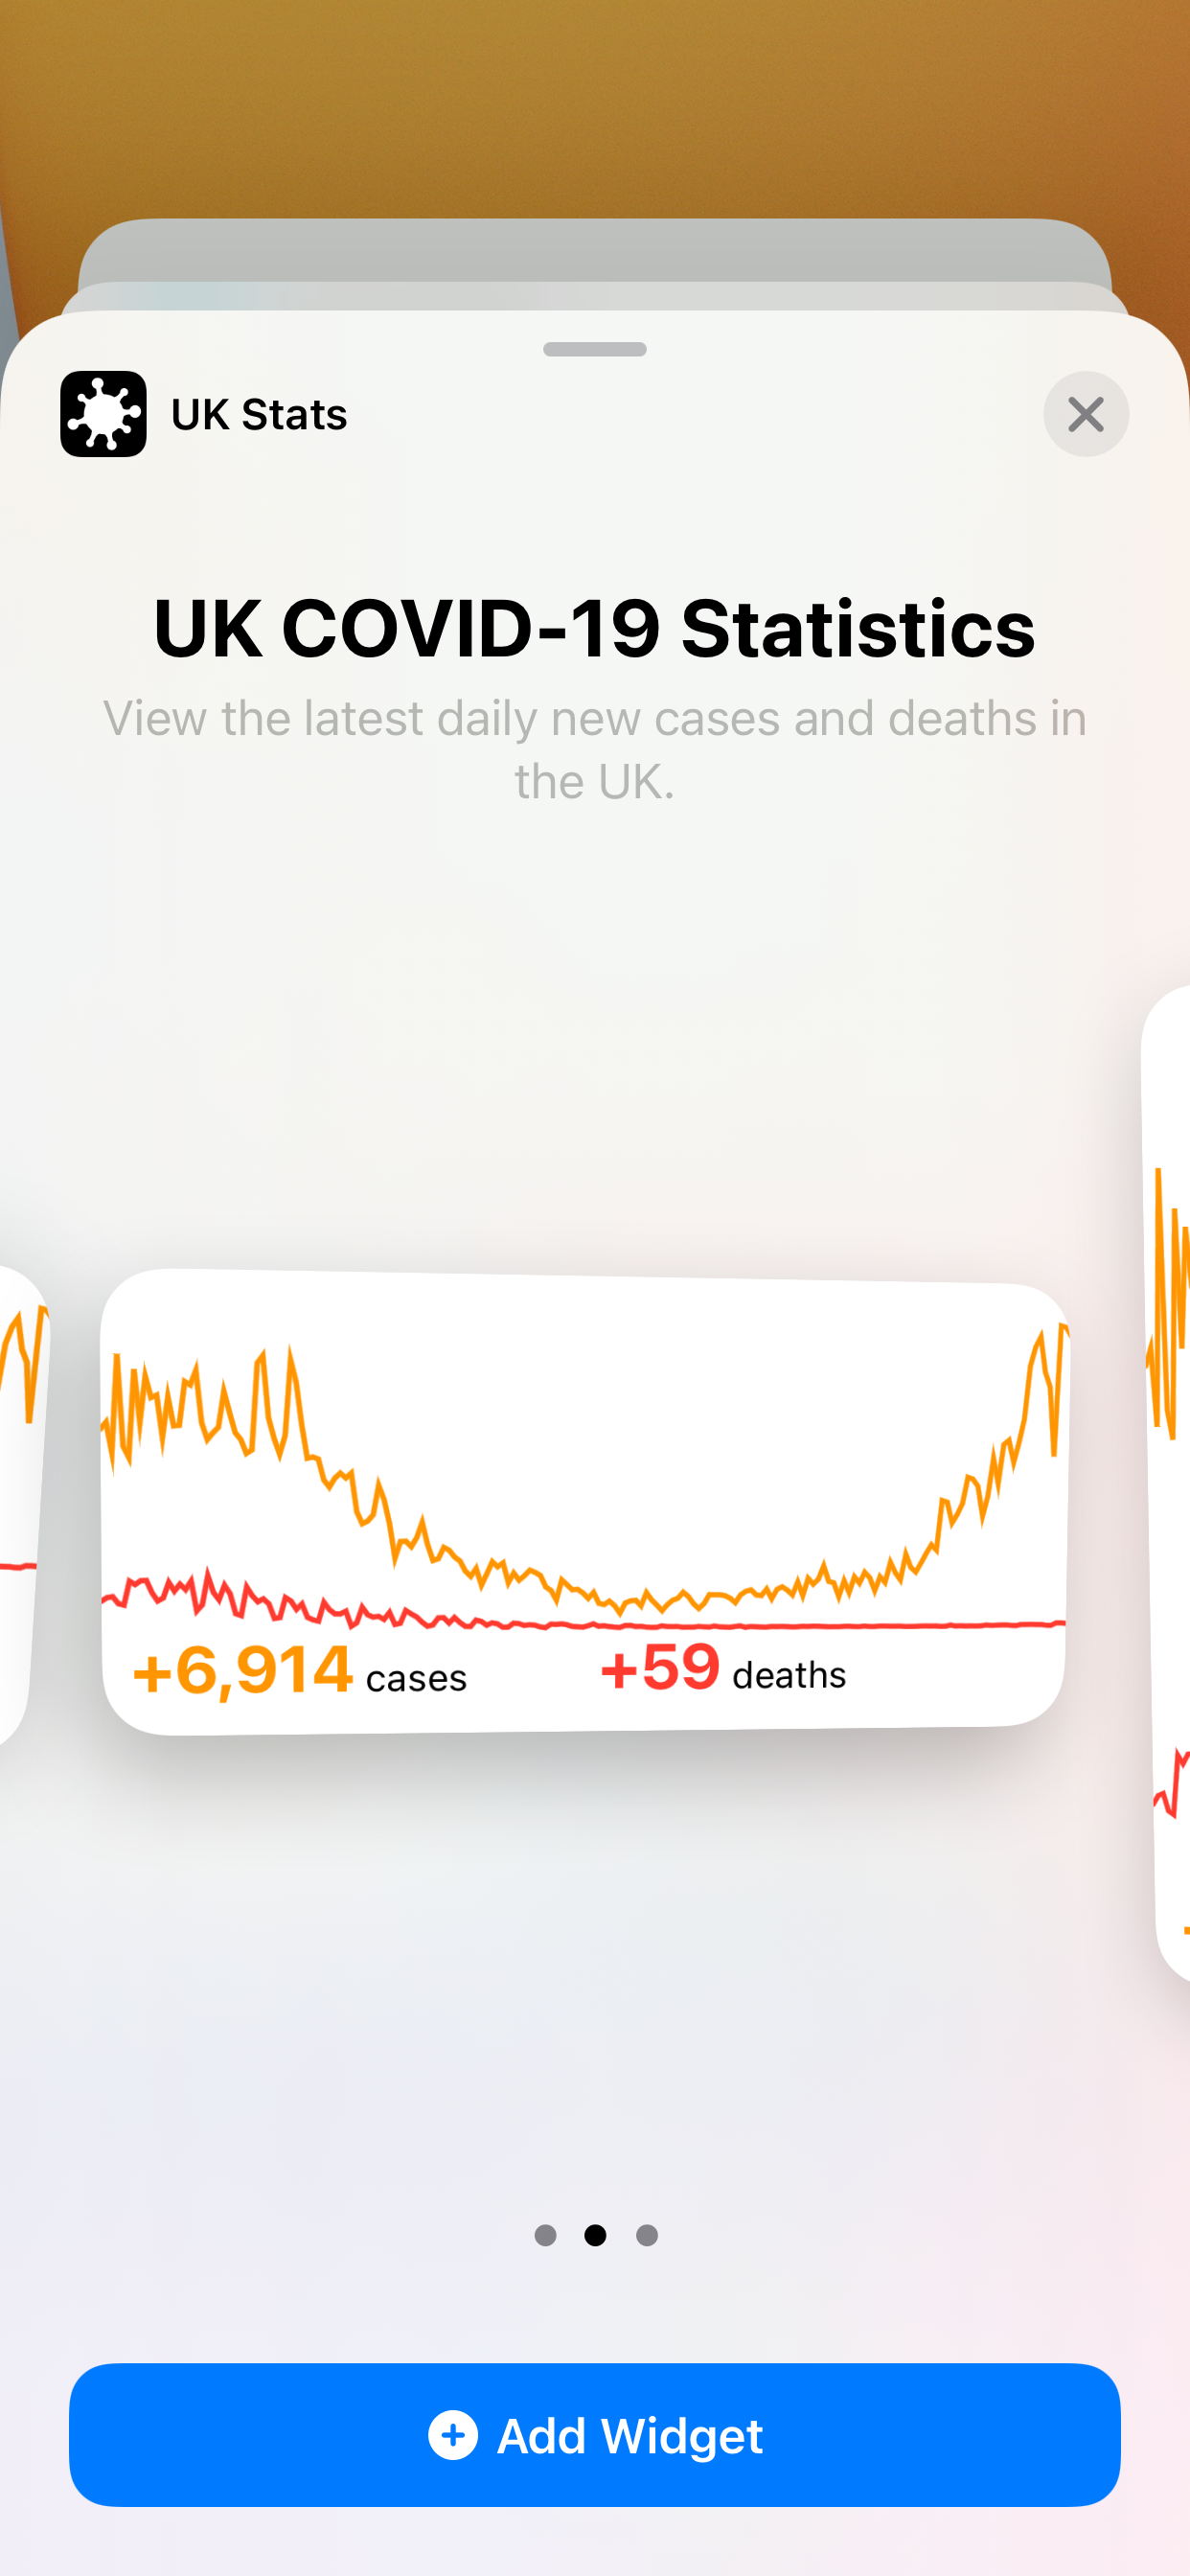 UK Stats
UK COVID-19 Statistics
View the latest daily new cases and deaths in
the UK.
+6,914 cases
+59 deaths
Add Widget